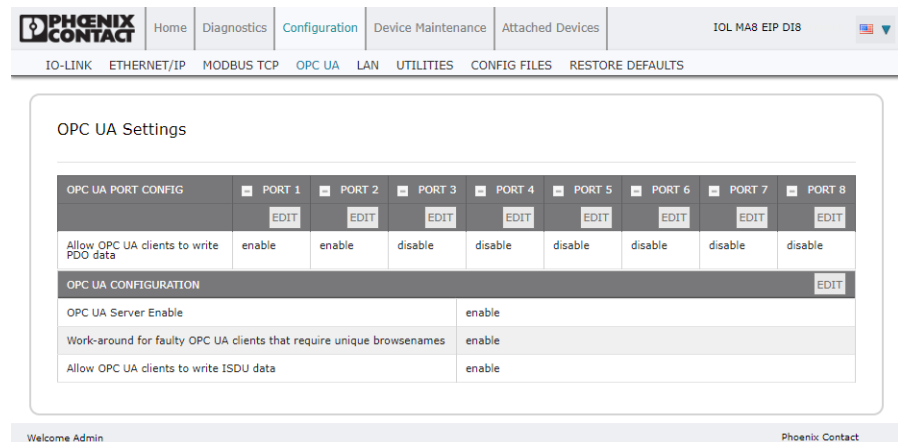 PHŒNIX CONTACT
Home Diagnostics Configuration Device Maintenance Attached Devices IOL MA8 EIP DI8
IO-LINK ETHERNET/IP MODBUS TCP OPC UA LAN UTILITIES CONFIG FILES RESTORE DEFAULTS
OPC UA Settings
OPC UA PORT CONFIG PORT 1 PORT 2 PORT 3 PORT 4 PORT 5 PORT 6 PORT 7 PORT 8
EDIT EDIT EDIT EDIT EDIT EDIT EDIT EDIT
Allow OPC UA clients to write PDO data enable enable disable disable disable disable disable disable
OPC UA CONFIGURATION EDIT
OPC UA Server Enable enable
Work-around for faulty OPC UA clients that require unique browsenames enable
Allow OPC UA clients to write ISDU data enable
Welcome Admin Phoenix Contact